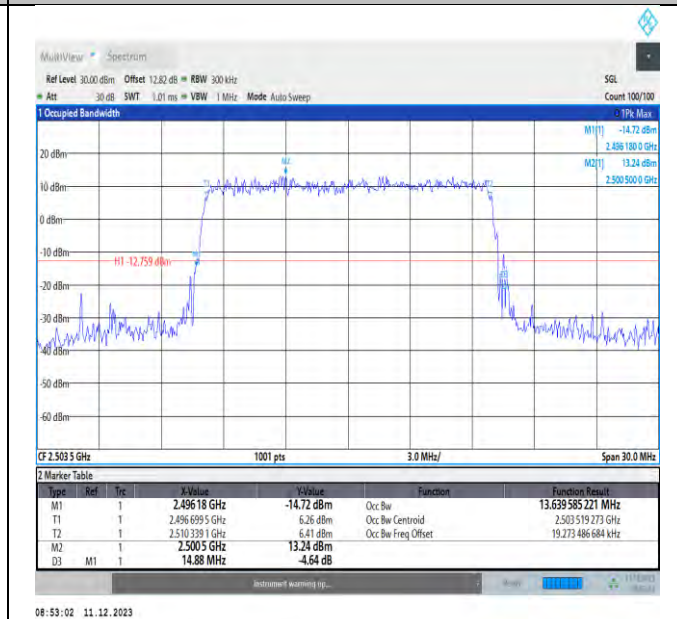 MultiView Spectrum
Ref Level 30.00 dBm Offset 12.82 dB RBW 300 kHz SGL
Att 30 dB SWT 1.01 ms VBW 1 MHz Mode Auto Sweep Count 100/100
1 Occupied Bandwidth 1Pk Max
M1[1] -14.72 dBm
2.496 180 0 GHz
M2[1] 13.24 dBm
2.500 500 0 GHz
20 dBm
M2
10 dBm
0 dBm
-10 dBm
H1 -12.759 dBm
-20 dBm
-30 dBm
-40 dBm
-50 dBm
-60 dBm
CF 2.503 5 GHz 1001 pts 3.0 MHz/ Span 30.0 MHz
2 Marker Table
Type Ref Trc X-Value Y-Value Function Function Result
M1 1 2.496 18 GHz -14.72 dBm Occ Bw 13.639 585 221 MHz
T1 1 2.496 699 5 GHz 6.26 dBm Occ Bw Centroid 2.503 519 273 GHz
T2 1 2.510 339 1 GHz 6.41 dBm Occ Bw Freq Offset 19.273 486 684 kHz
M2 1 2.500 5 GHz 13.24 dBm
D3 M1 1 14.88 MHz -4.64 dB
Instrument warming up...
08:53:02 11.12.2023